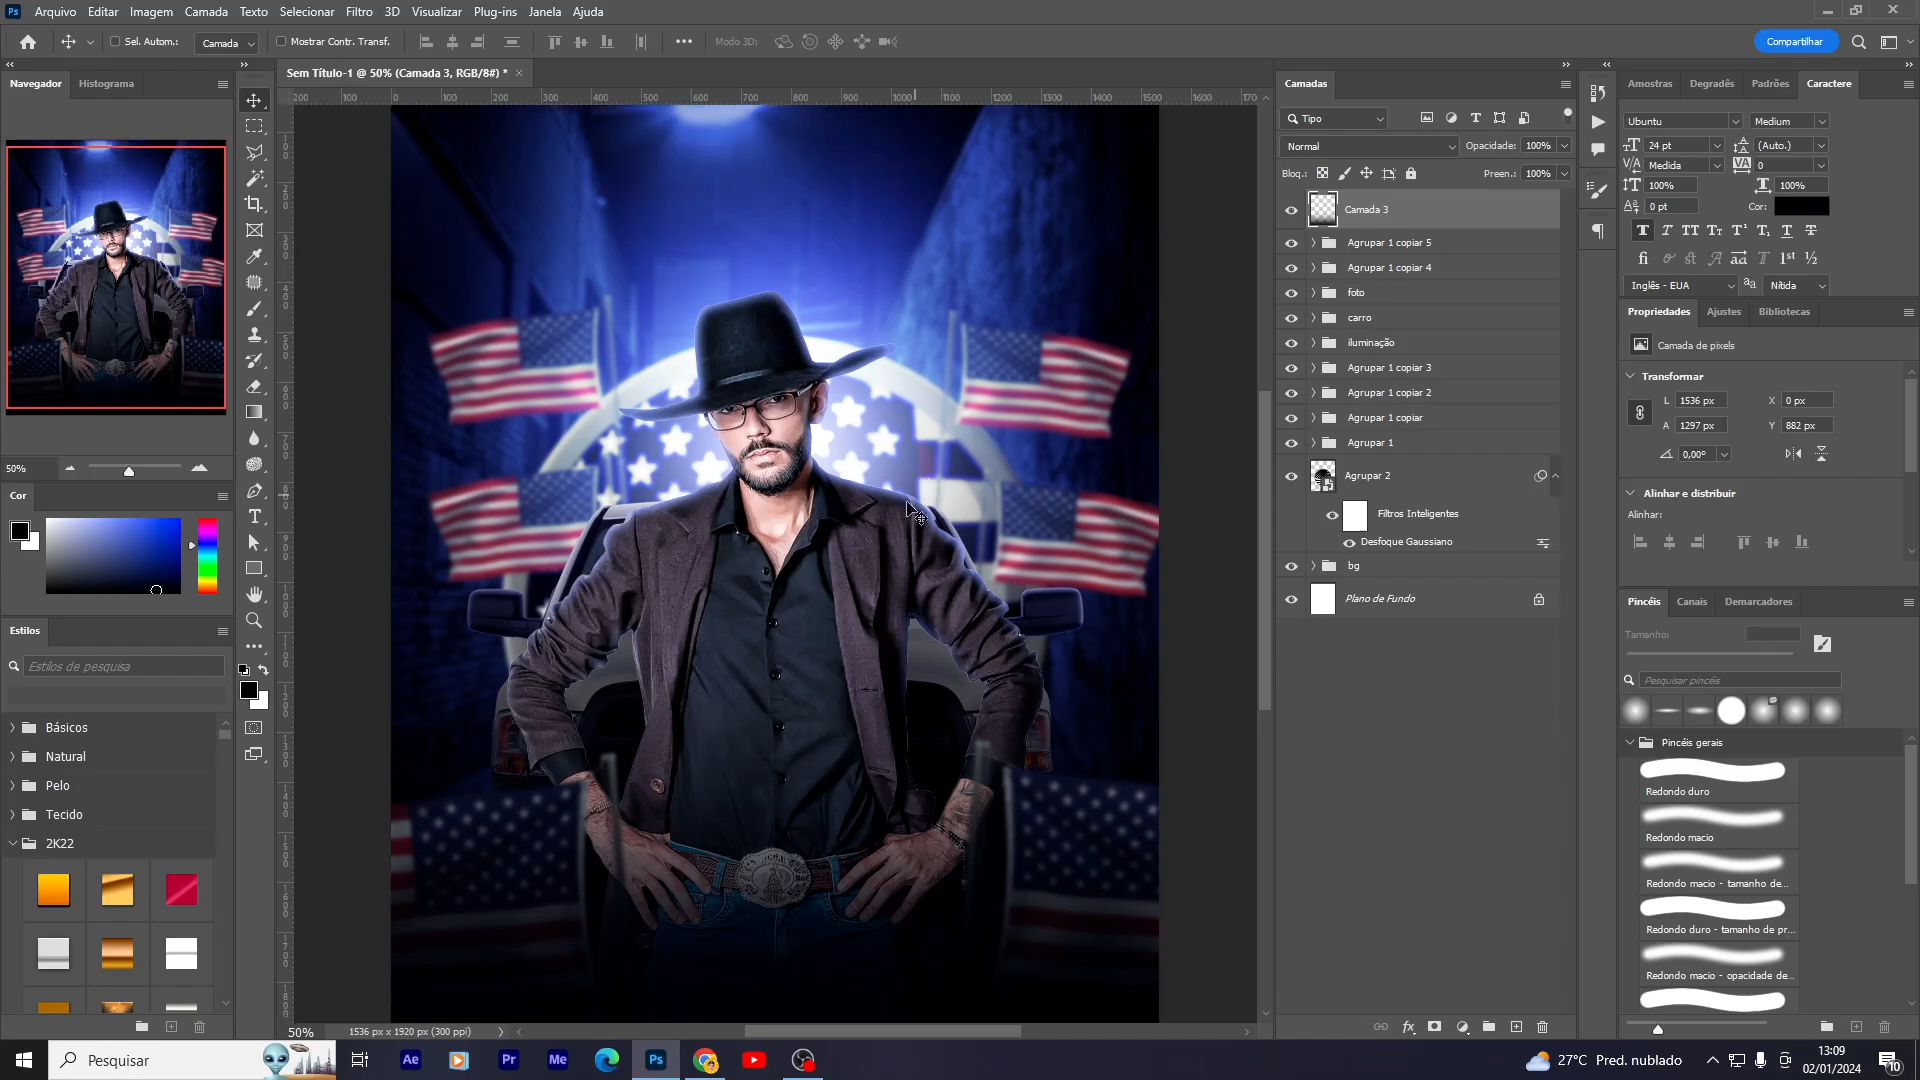 Ps Arquivo Editar Imagem Camada Texto Selecionar Filtro 3D Visualizar Plug-ins Janela Ajuda
Sel. Autom.: Camada Mostrar Contr. Transf. Modo 3D: Compartilhar
Navegador Histograma
Sem Título-1 @ 50% (Camada 3, RGB/8#) *
Camadas
Amostras Degradês Padrões Caractere
Tipo
Ubuntu Medium
Normal Opacidade: 100%
24 pt (Auto.)
Medida 0
Bloq.: Preen.: 100%
100% 100%
0 pt Cor:
Camada 3
Agrupar 1 copiar 5
Agrupar 1 copiar 4
foto
carro
iluminação
Agrupar 1 copiar 3
Agrupar 1 copiar 2
Agrupar 1 copiar
Agrupar 1
Agrupar 2
Filtros Inteligentes
Desfoque Gaussiano
bg
Plano de Fundo
Inglês - EUA Nítida
Propriedades Ajustes Bibliotecas
Camada de pixels
Transformar
L 1536 px X 0 px
A 1297 px Y 882 px
0,00°
Alinhar e distribuir
Alinhar:
Pincéis Canais Demarcadores
Tamanho:
Pesquisar pincéis
Pincéis gerais
Redondo duro
Redondo macio
Redondo macio - tamanho de...
Redondo duro - tamanho de pr...
Redondo macio - opacidade de...
50%
Cor
Estilos
Estilos de pesquisa
Básicos
Natural
Pelo
Tecido
2K22
50% 1536 px x 1920 px (300 ppi)
Pesquisar
Ae Pr Me Ps
27°C Pred. nublado
13:09
02/01/2024
10